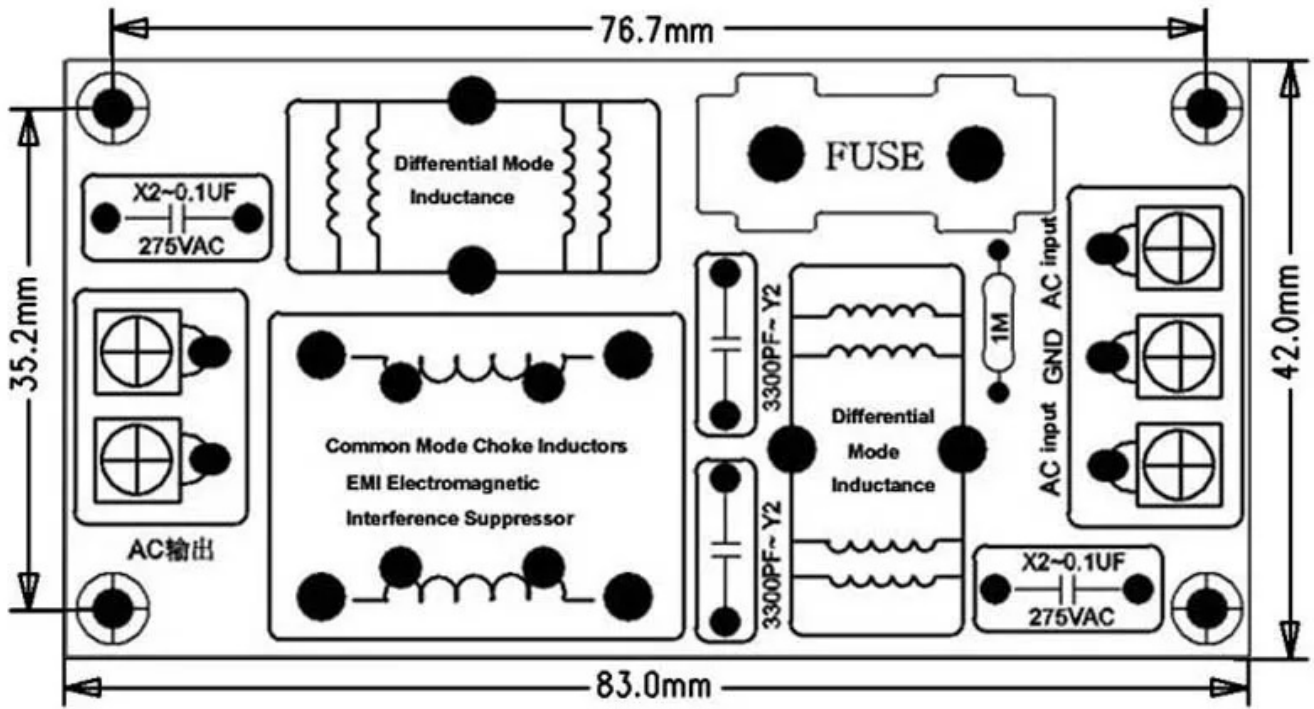 76.7mm
Differential Mode
Inductance
FUSE
X2~0.1UF
275VAC
35.2mm
AC input
GND
AC input
1M
42.0mm
3300PF~Y2
Differential
Mode
Inductance
Common Mode Choke Inductors
EMI Electromagnetic
Interference Suppressor
3300PF~Y2
AC输出
X2~0.1UF
275VAC
83.0mm